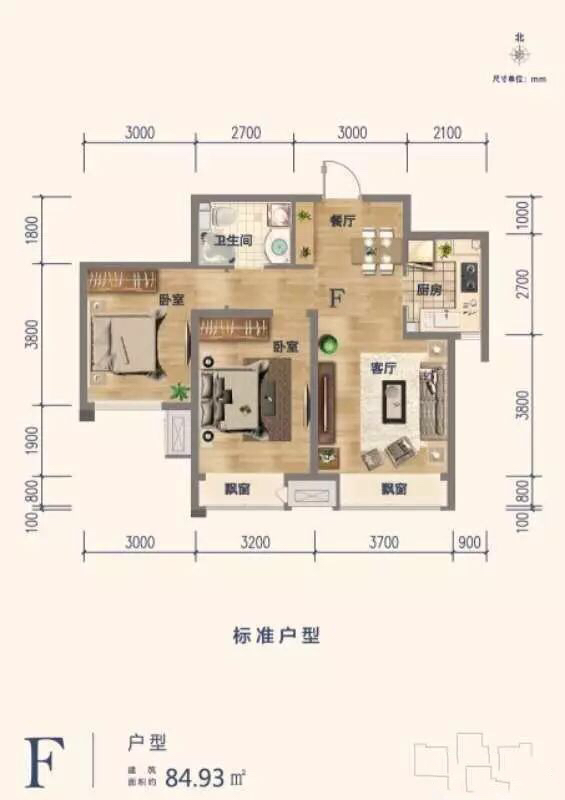 北
尺寸单位：mm
3000 2700 3000 2100
1800
3800
1900
800
100
1000
2700
3800
800
100
卫生间
餐厅
卧室
厨房
F
卧室
客厅
飘窗
飘窗
3000 3200 3700 900
标准户型
F
户型
建筑
面积约 84.93㎡